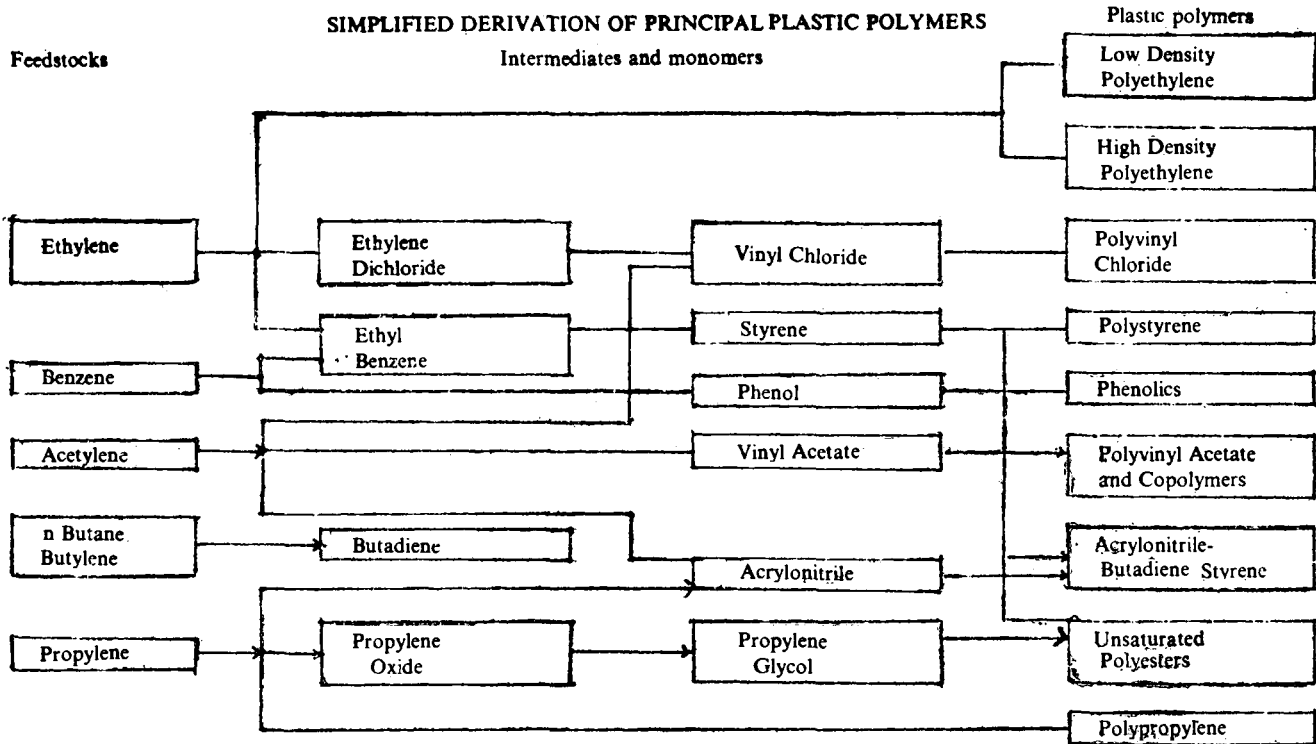 SIMPLIFIED DERIVATION OF PRINCIPAL PLASTIC POLYMERS
Feedstocks
Intermediates and monomers
Plastic polymers
Low Density
Polyethylene
High Density
Polyethylene
Ethylene
Ethylene
Dichloride
Vinyl Chloride
Polyvinyl
Chloride
Ethyl
Benzene
Styrene
Polystyrene
Benzene
Phenol
Phenolics
Acetylene
Vinyl Acetate
Polyvinyl Acetate
and Copolymers
n Butane
Butylene
Butadiene
Acrylonitrile
Acrylonitrile-
Butadiene Styrene
Propylene
Propylene
Oxide
Propylene
Glycol
Unsaturated
Polyesters
Polypropylene